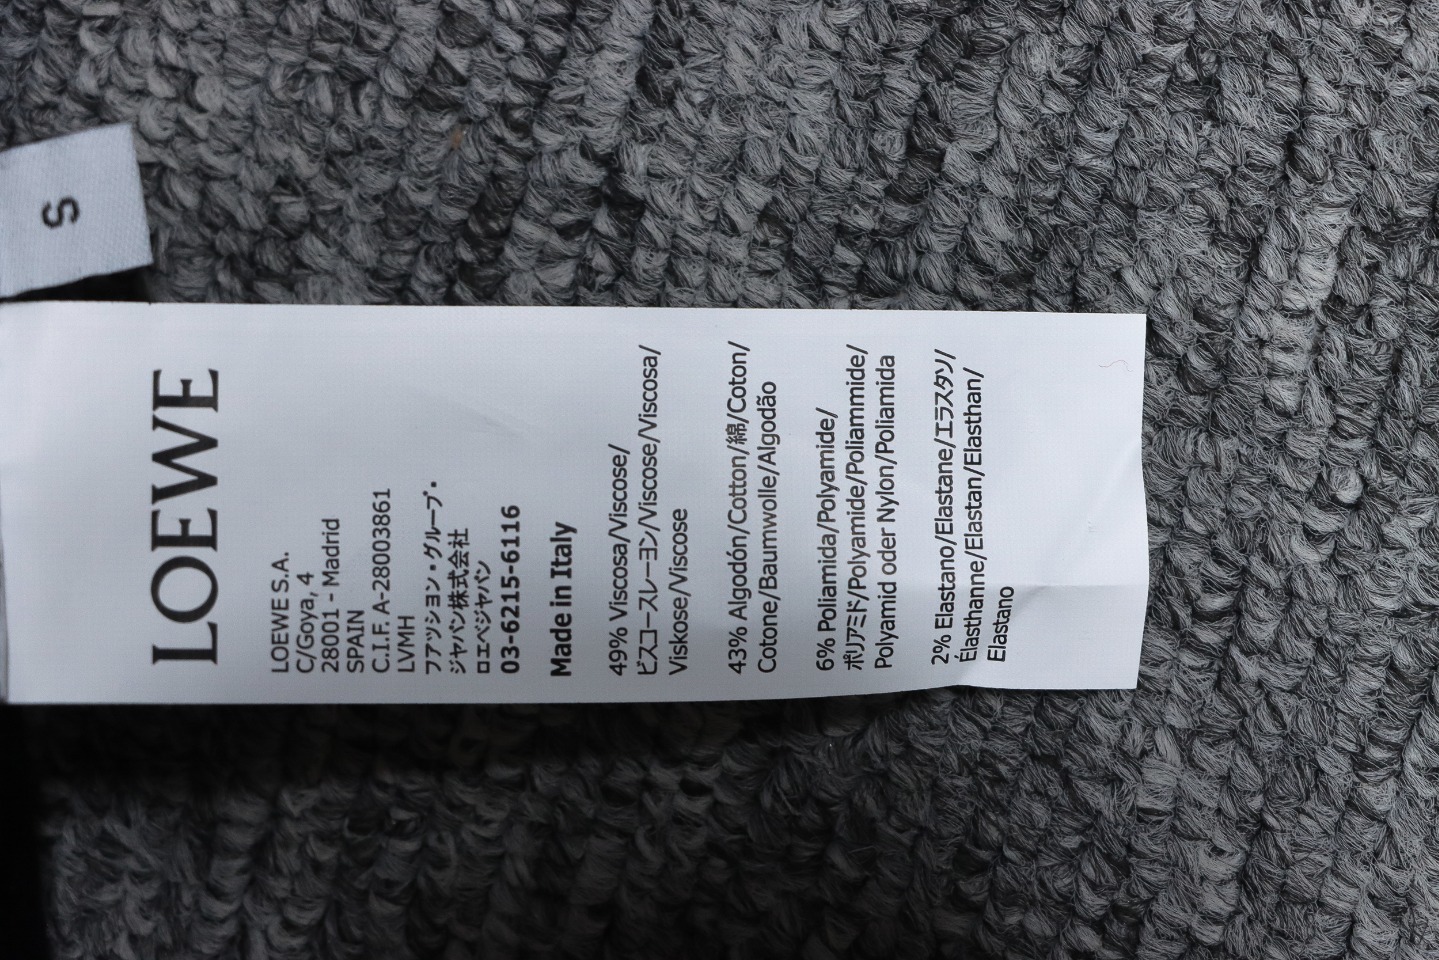 S
LOEWE
LOEWE S.A.
C/Goya, 4
28001 - Madrid
SPAIN
C.I.F. A-28003861
LVMH
フアツシヨン・グループ・
ジヤパン株式会社
ロエベジャパン
03-6215-6116
Made in Italy
49% Viscosa/Viscose/
ビスコースレーヨン/Viscose/Viscosa/
Viskose/Viscose
43% Algodón/Cotton/綿/Coton/
Cotone/Baumwolle/Algodão
6% Poliamida/Polyamide/
ポリアミド/Polyamide/Poliammide/
Polyamid oder Nylon/Poliamida
2% Elastano/Elastane/エラスタン/
Élasthanne/Elastan/Elasthan/
Elastano